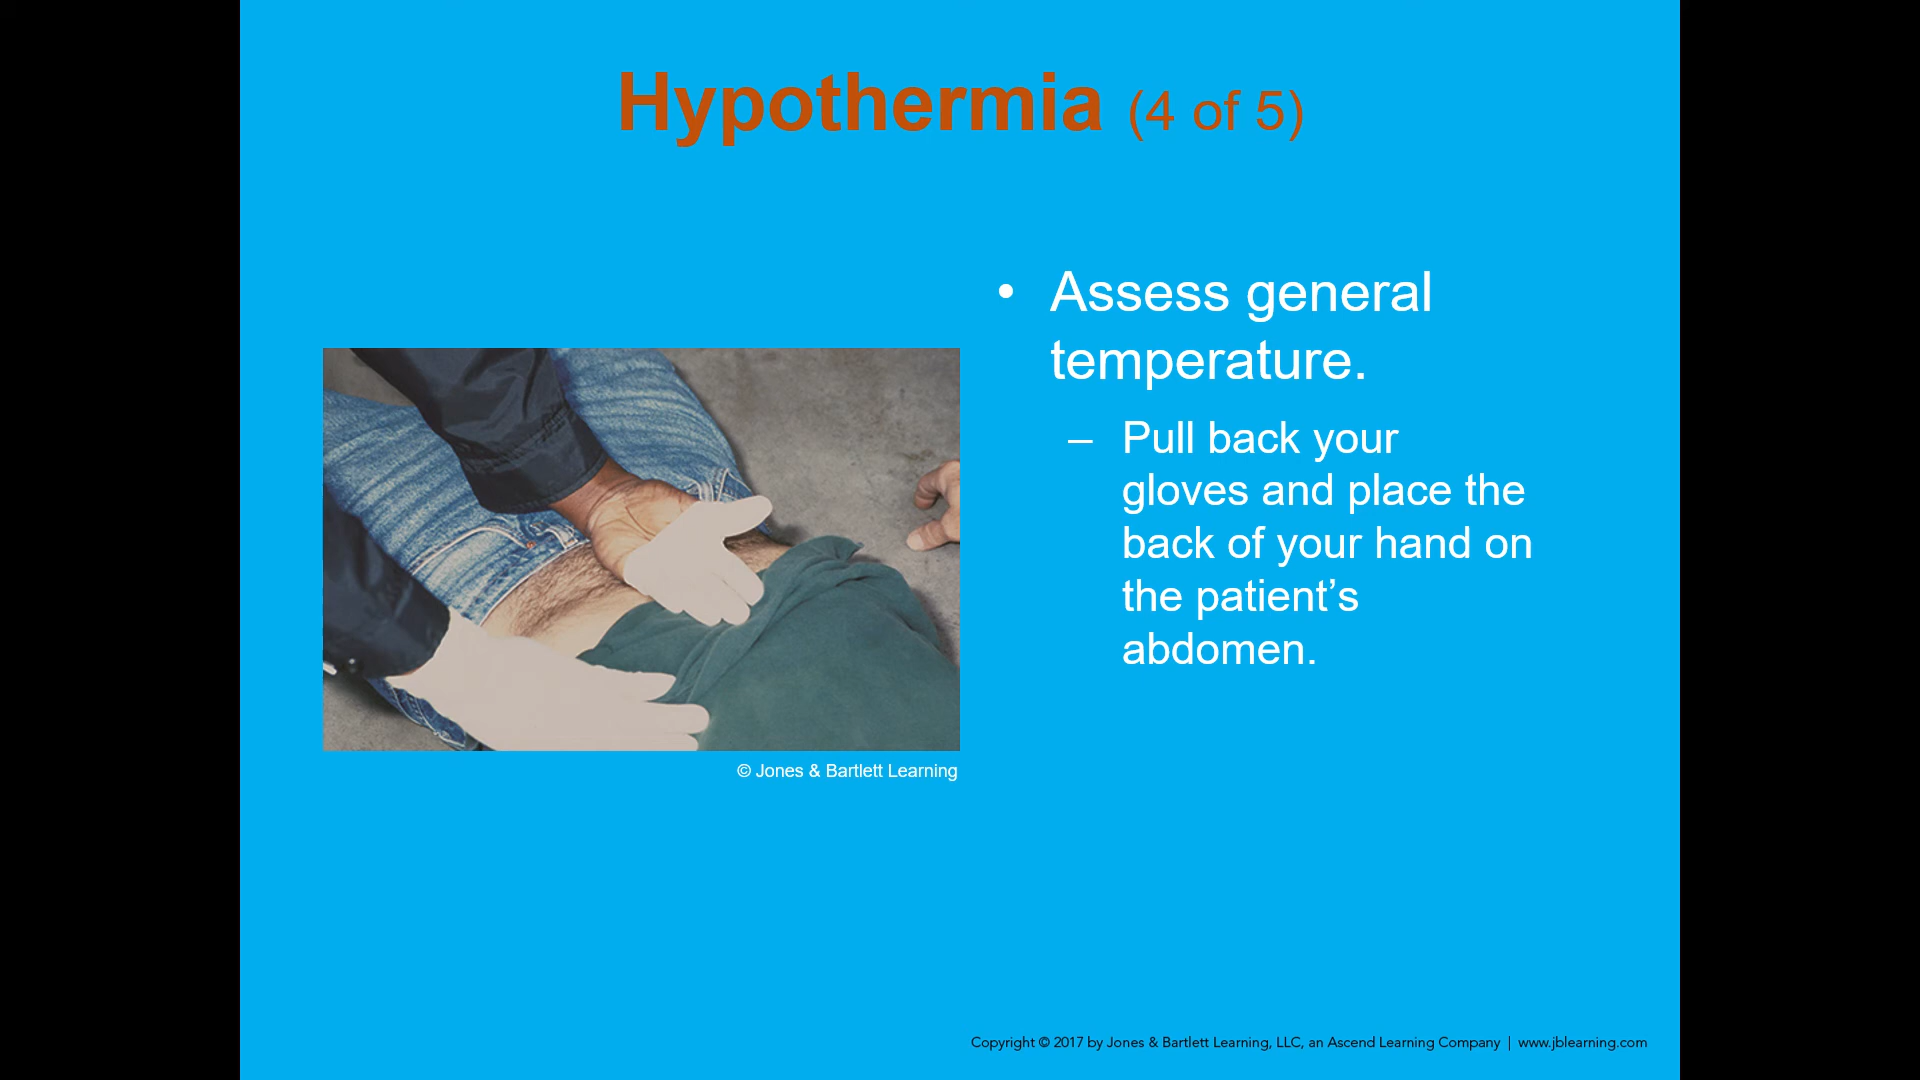 Hypothermia (4 of 5)
• Assess general
temperature.
– Pull back your
gloves and place the
back of your hand on
the patient’s
abdomen.
© Jones & Bartlett Learning
Copyright © 2017 by Jones & Bartlett Learning, LLC, an Ascend Learning Company | www.jblearning.com